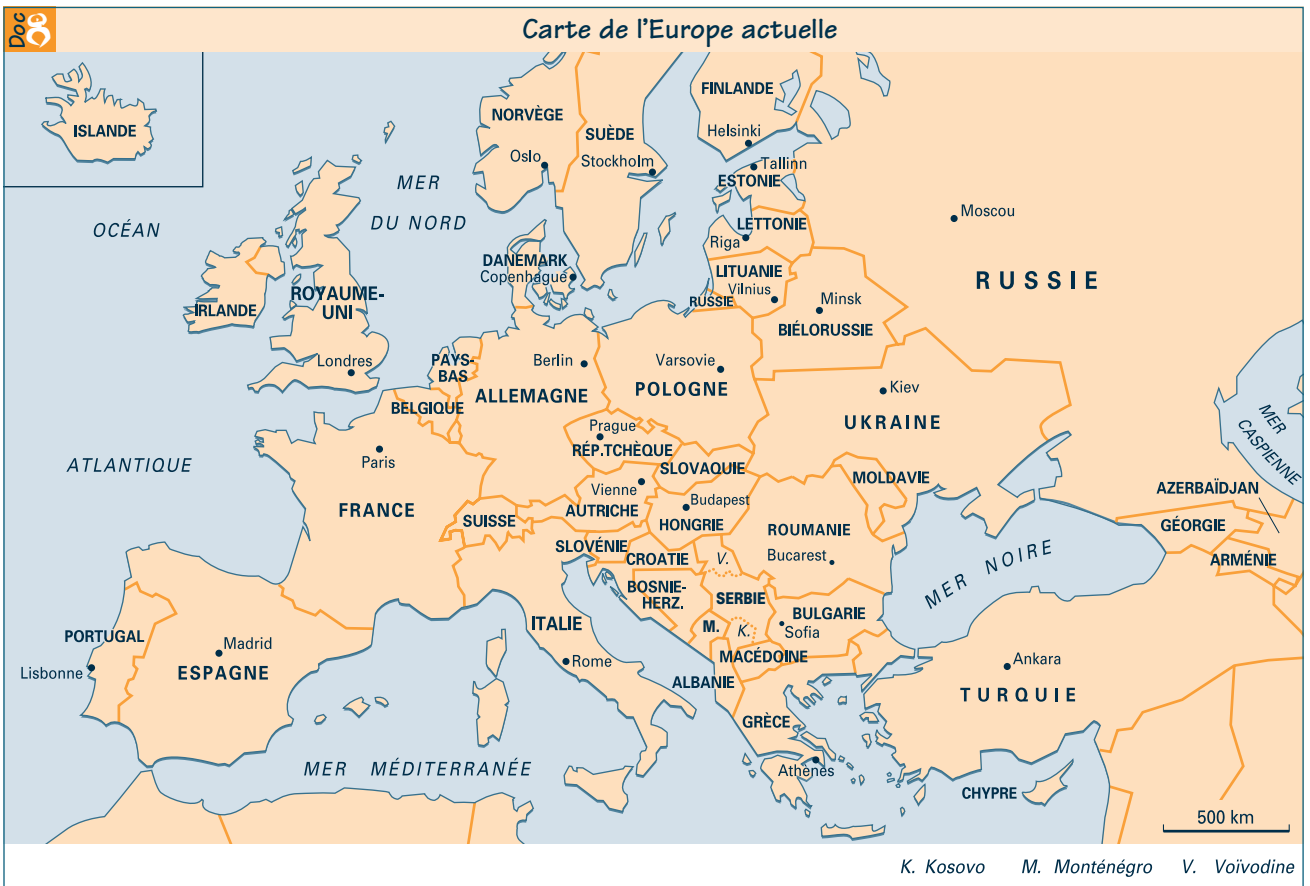 Doc 8
Carte de l'Europe actuelle
ISLANDE
FINLANDE
NORVÈGE
Helsinki
SUÈDE
Oslo
Stockholm
Tallinn
ESTONIE
MER
DU NORD
OCÉAN
Moscou
LETTONIE
Riga
DANEMARK
Copenhague
LITUANIE
Vilnius
RUSSIE
RUSSIE
Minsk
BIÉLORUSSIE
IRLANDE
ROYAUME-
UNI
Londres
PAYS-
BAS
Berlin
ALLEMAGNE
Varsovie
POLOGNE
Kiev
UKRAINE
BELGIQUE
Prague
RÉP.TCHÈQUE
MER
CASPIENNE
ATLANTIQUE
Paris
SLOVAQUIE
MOLDAVIE
Vienne
AUTRICHE
Budapest
HONGRIE
AZERBAÏDJAN
FRANCE
SUISSE
ROUMANIE
Bucarest
GÉORGIE
ARMÉNIE
SLOVÉNIE
CROATIE
V.
MER NOIRE
BOSNIE-
HERZ.
SERBIE
BULGARIE
Sofia
ITALIE
M.
K.
PORTUGAL
Madrid
Lisbonne
ESPAGNE
Rome
MACÉDOINE
ALBANIE
Ankara
TURQUIE
GRÈCE
MER MÉDITERRANÉE
Athènes
CHYPRE
500 km
K. Kosovo M. Monténégro V. Voïvodine